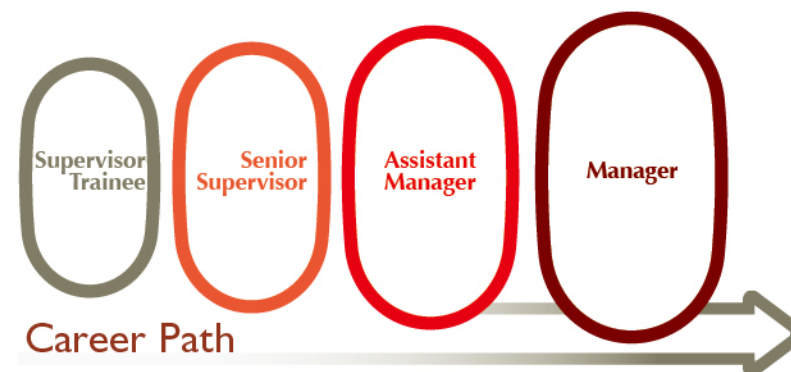 Supervisor
Trainee
Senior
Supervisor
Assistant
Manager
Manager
Career Path